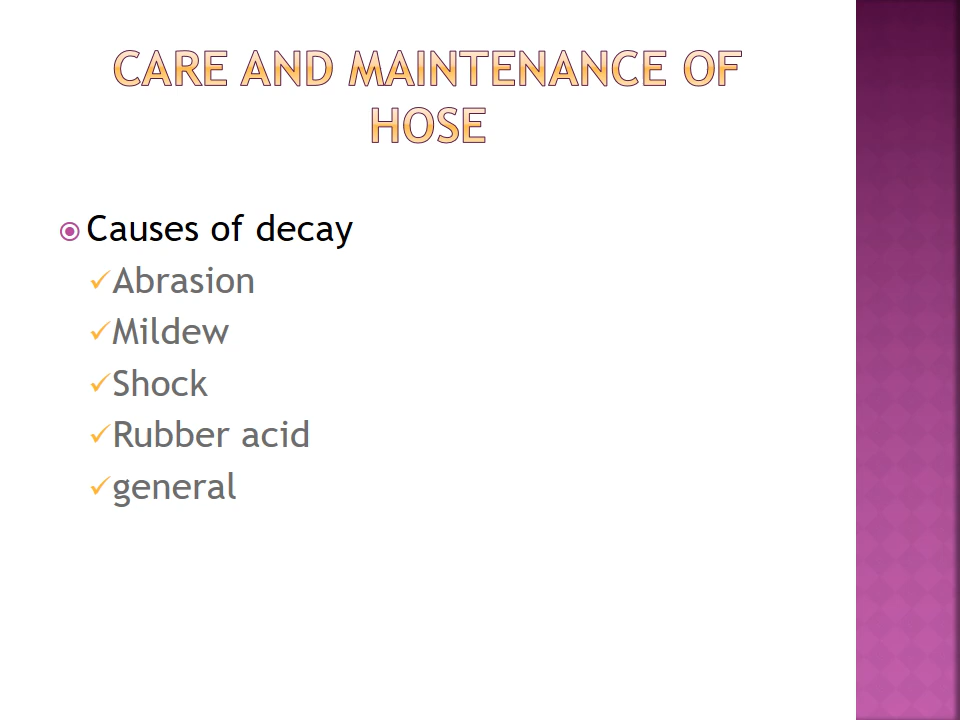 CARE AND MAINTENANCE OF
HOSE
Causes of decay
Abrasion
Mildew
Shock
Rubber acid
general